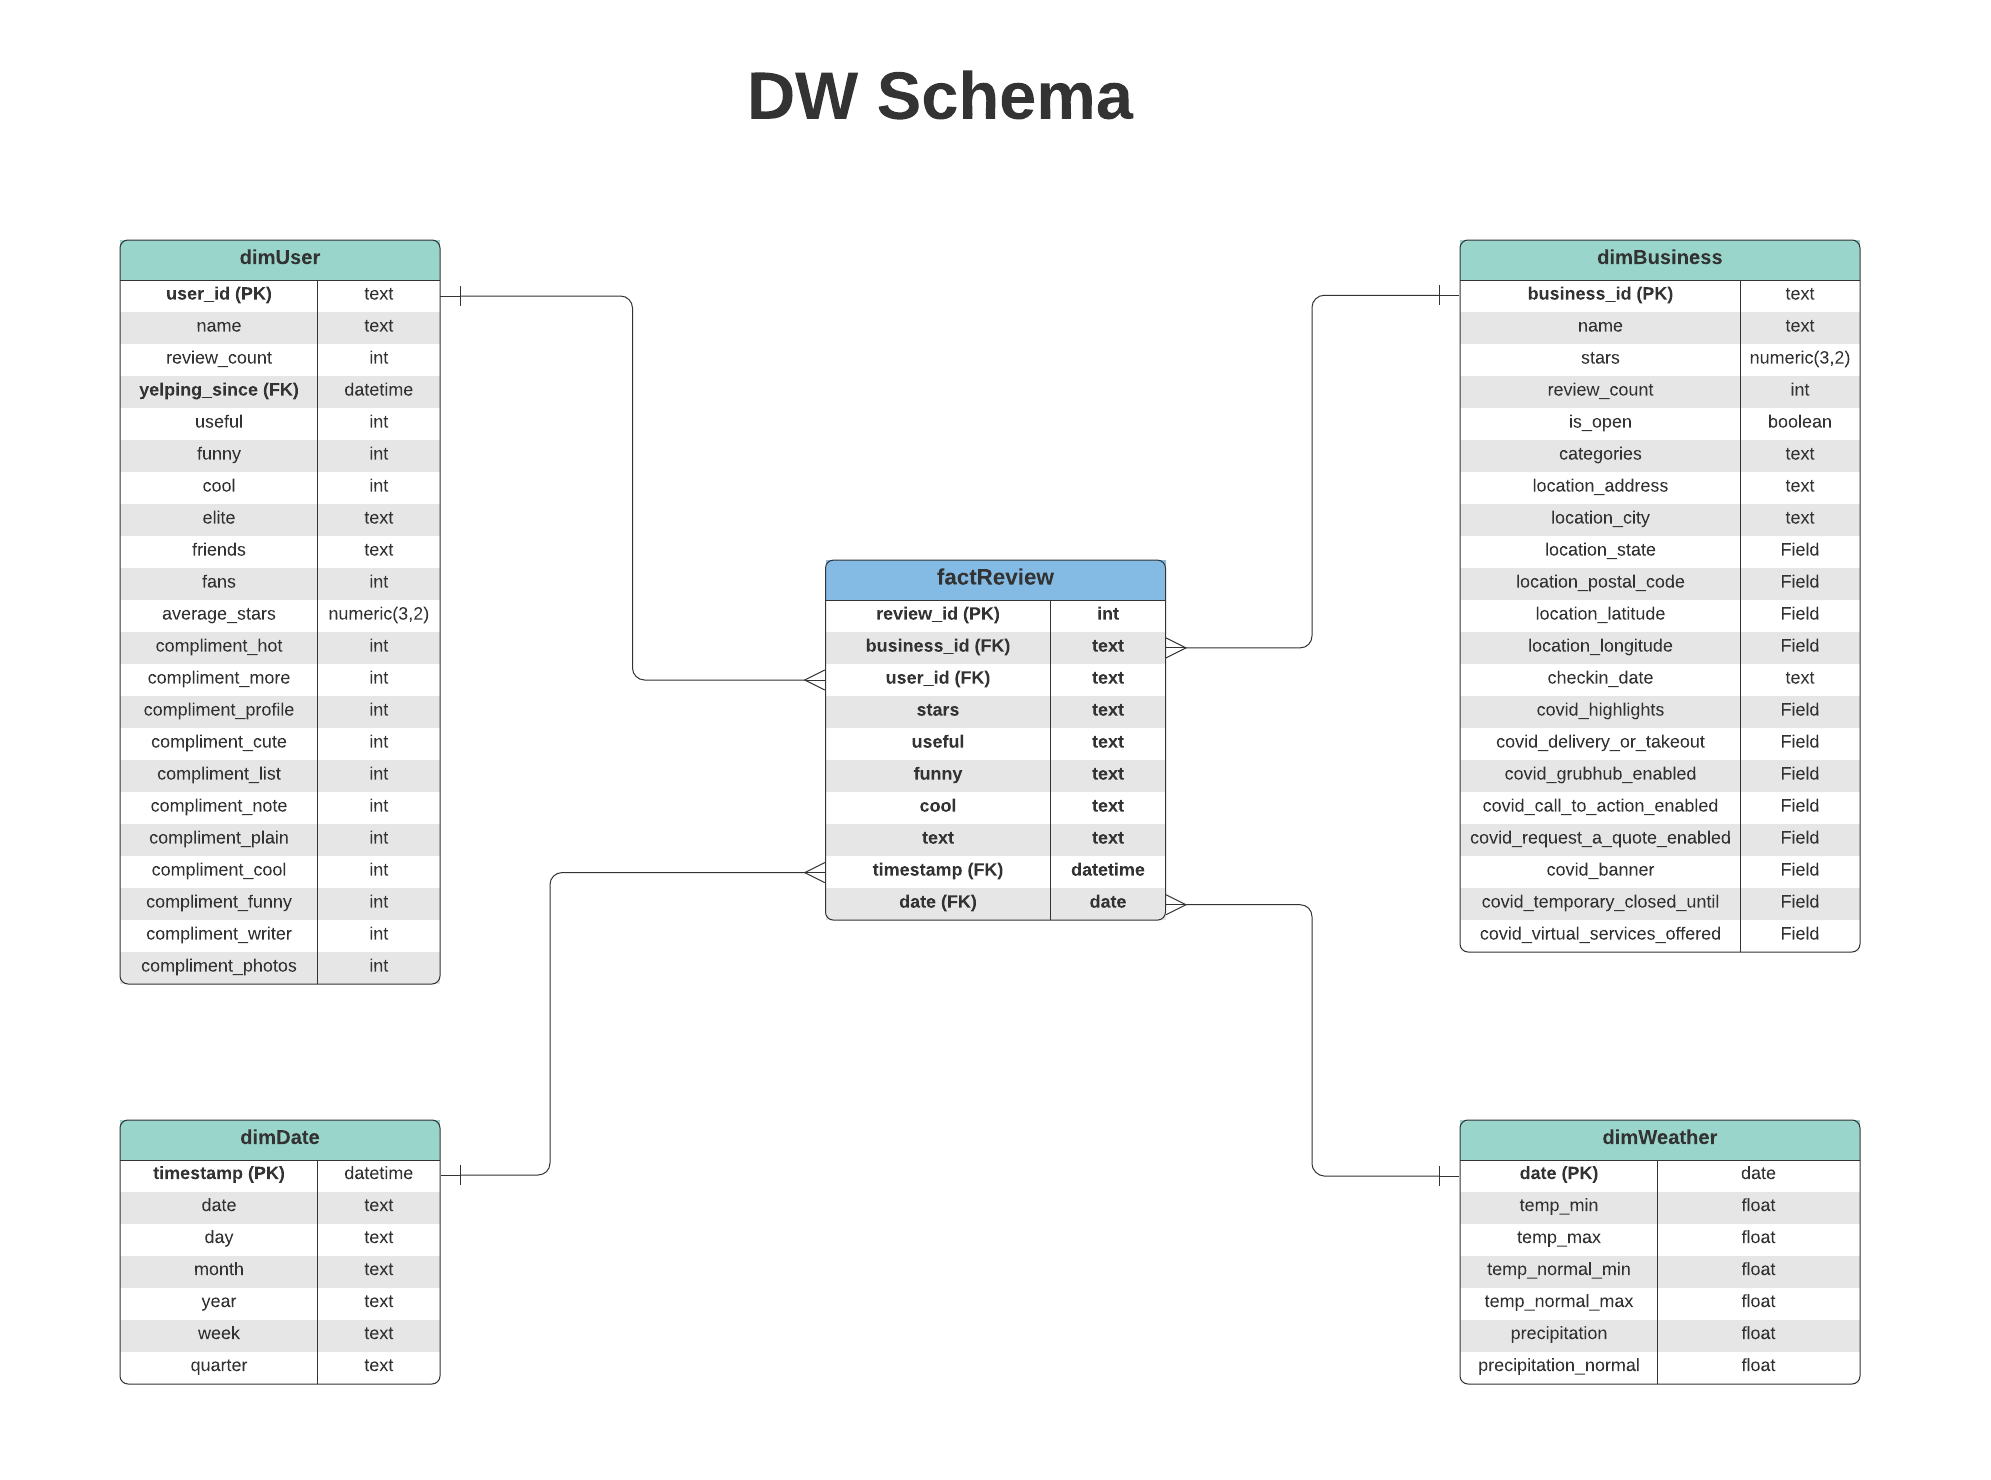 DW Schema
dimUser
user_id (PK) text
name text
review_count int
yelping_since (FK) datetime
useful int
funny int
cool int
elite text
friends text
fans int
average_stars numeric(3,2)
compliment_hot int
compliment_more int
compliment_profile int
compliment_cute int
compliment_list int
compliment_note int
compliment_plain int
compliment_cool int
compliment_funny int
compliment_writer int
compliment_photos int
factReview
review_id (PK) int
business_id (FK) text
user_id (FK) text
stars text
useful text
funny text
cool text
text text
timestamp (FK) datetime
date (FK) date
dimBusiness
business_id (PK) text
name text
stars numeric(3,2)
review_count int
is_open boolean
categories text
location_address text
location_city text
location_state Field
location_postal_code Field
location_latitude Field
location_longitude Field
checkin_date text
covid_highlights Field
covid_delivery_or_takeout Field
covid_grubhub_enabled Field
covid_call_to_action_enabled Field
covid_request_a_quote_enabled Field
covid_banner Field
covid_temporary_closed_until Field
covid_virtual_services_offered Field
dimDate
timestamp (PK) datetime
date text
day text
month text
year text
week text
quarter text
dimWeather
date (PK) date
temp_min float
temp_max float
temp_normal_min float
temp_normal_max float
precipitation float
precipitation_normal float